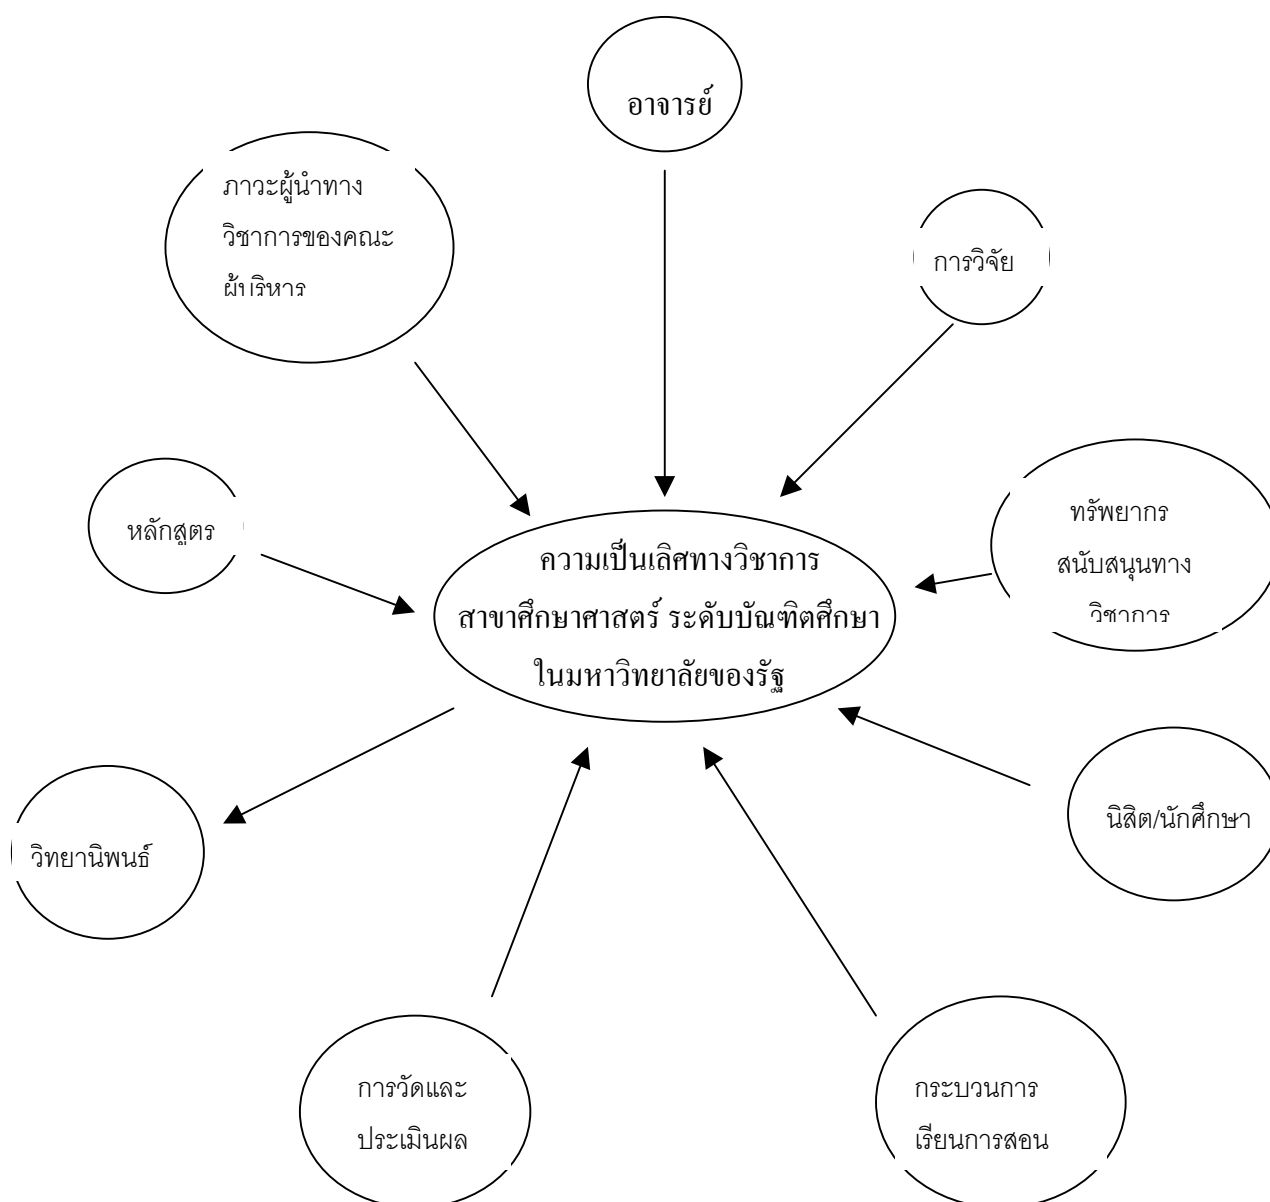 อาจารย์
ภาวะผู้นำทาง
วิชาการของคณะ
ผู้บริหาร
การวิจัย
หลักสูตร
ทรัพยากร
สนับสนุนทาง
วิชาการ
ความเป็นเลิศทางวิชาการ
สาขาศึกษาศาสตร์ ระดับบัณฑิตศึกษา
ในมหาวิทยาลัยของรัฐ
นิสิต/นักศึกษา
วิทยานิพนธ์
การวัดและ
ประเมินผล
กระบวนการ
เรียนการสอน